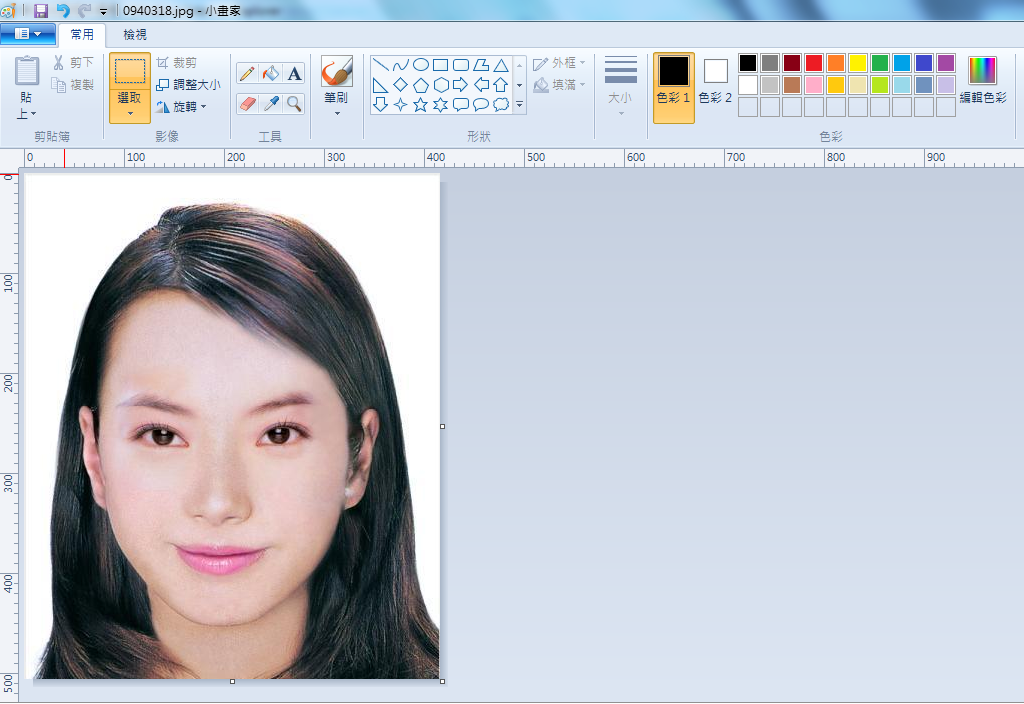 0940318.jpg - 小畫家
常用 檢視
貼上
剪下
複製
剪貼簿
選取
裁剪
調整大小
旋轉
影像
A
工具
筆刷
外框
填滿
形狀
大小
色彩 1
色彩 2
編輯色彩
色彩
0 100 200 300 400 500 600 700 800 900
0
100
200
300
400
500